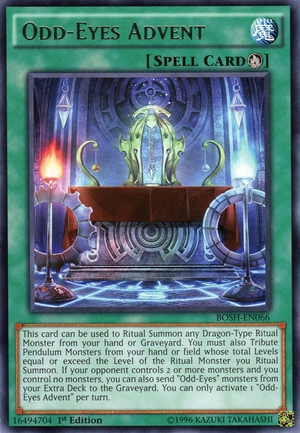 ODD-EYES ADVENT
魔
[SPELL CARD]
BOSH-EN066
This card can be used to Ritual Summon any Dragon-Type Ritual
Monster from your hand or Graveyard. You must also Tribute
Pendulum Monsters from your hand or field whose total Levels
equal or exceed the Level of the Ritual Monster you Ritual
Summon. If your opponent controls 2 or more monsters and you
control no monsters, you can also send "Odd-Eyes" monsters from
your Extra Deck to the Graveyard. You can only activate 1 "Odd-
Eyes Advent" per turn.
16494704 1st Edition ©1996 KAZUKI TAKAHASHI